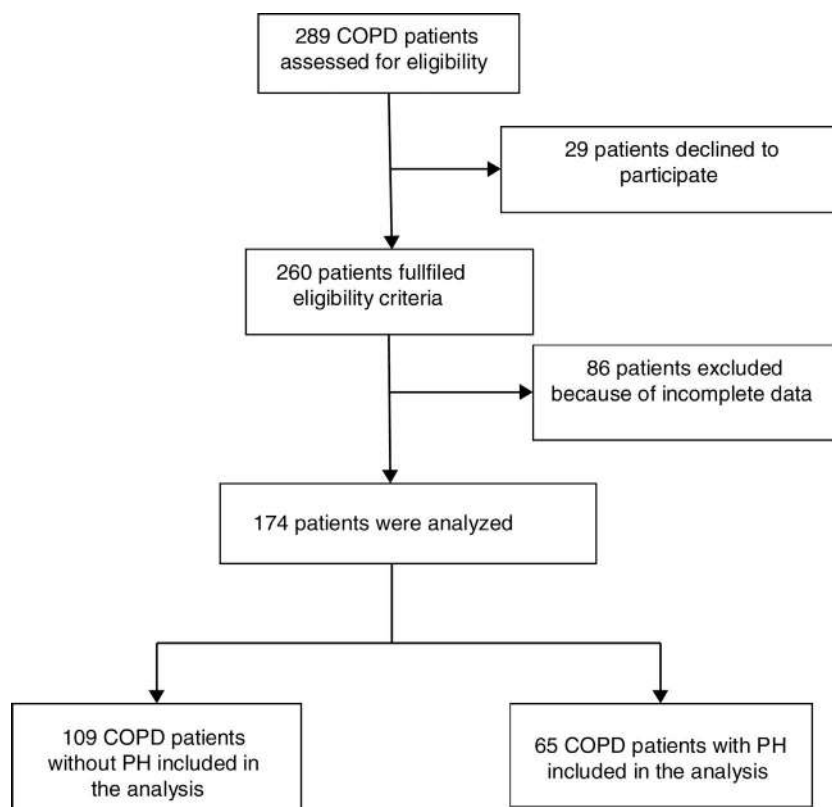 289 COPD patients
assessed for eligibility
29 patients declined to
participate
260 patients fullfiled
eligibility criteria
86 patients excluded
because of incomplete data
174 patients were analyzed
109 COPD patients
without PH included in
the analysis
65 COPD patients with PH
included in the analysis